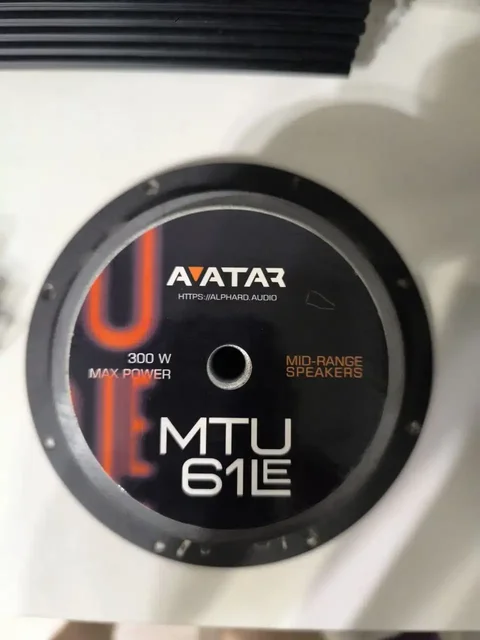 AVATAR
HTTPS://ALPHARD.AUDIO
300 W
MAX POWER
MID-RANGE
SPEAKERS
MTU
61LE